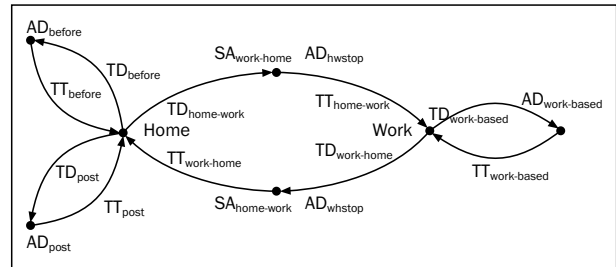 AD_before
SA_work-home AD_hwstop
TD_before
TT_before
TD_home-work
TT_home-work
TD_work-based
AD_work-based
Home
Work
TD_post
TT_work-home
TD_work-home
TT_work-based
TT_post
SA_home-work AD_whstop
AD_post